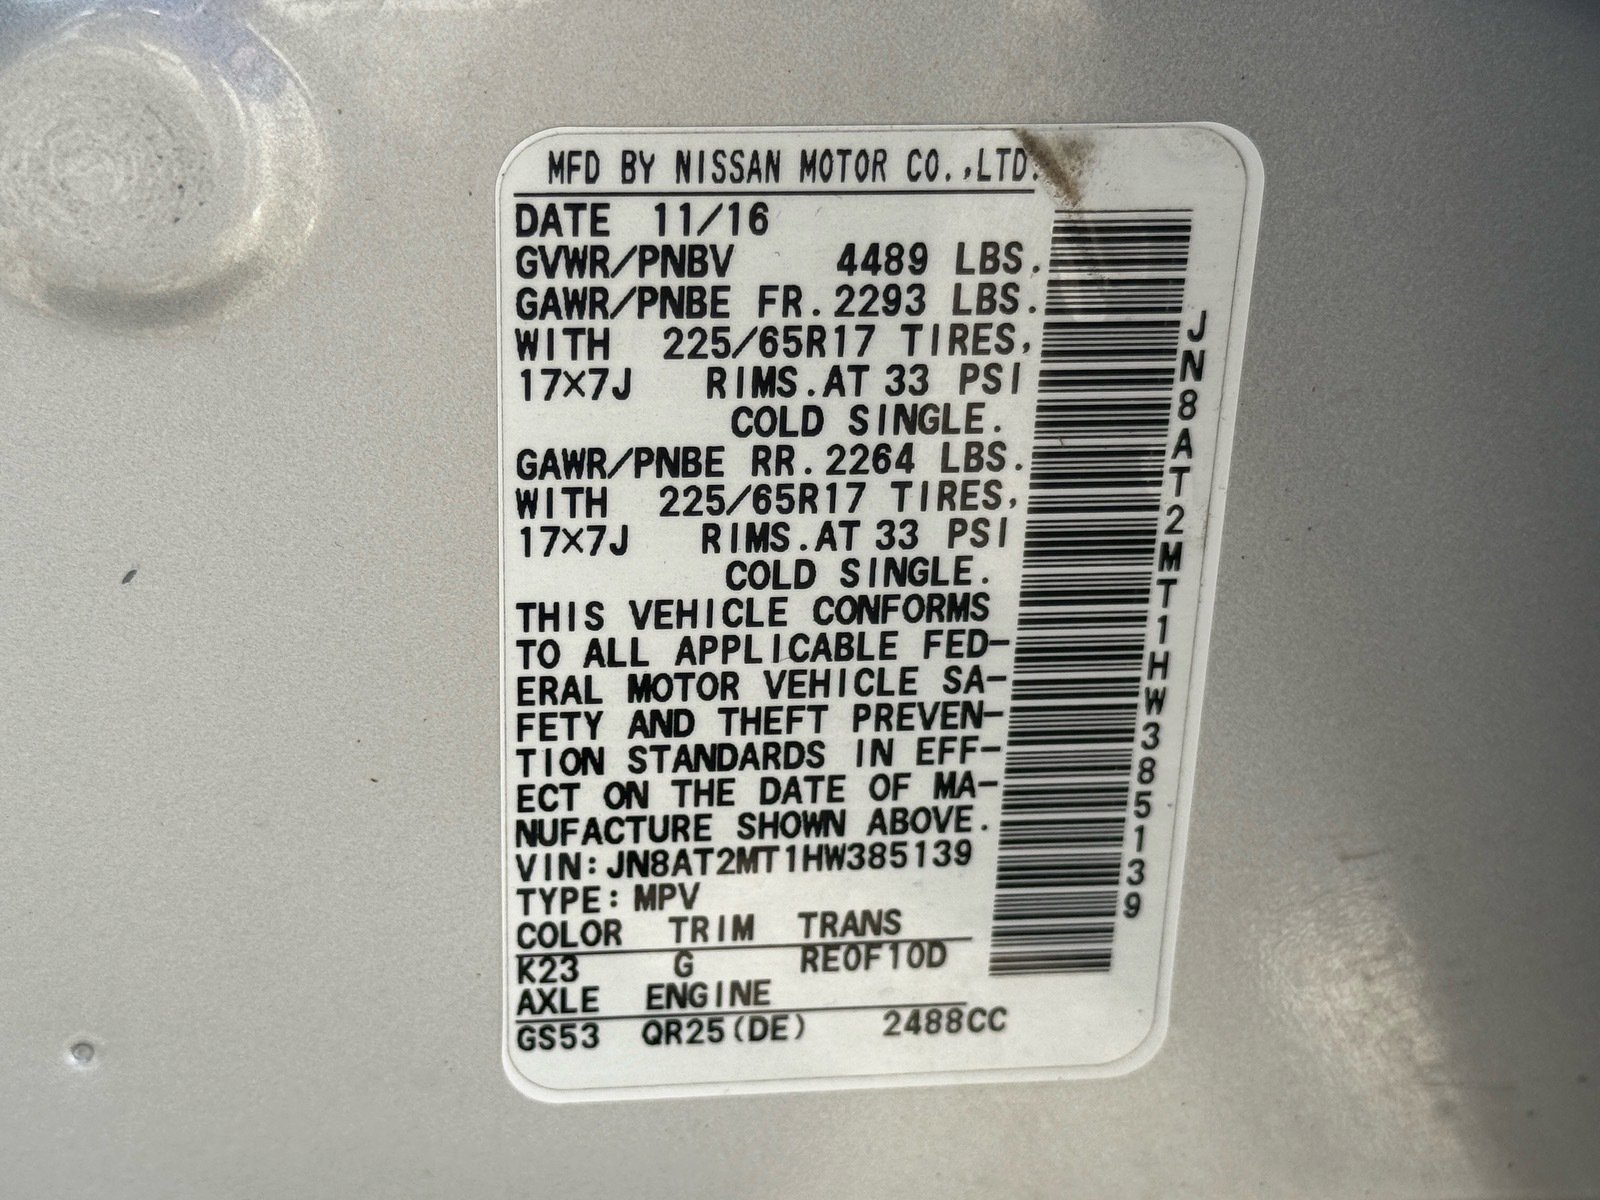 MFD BY NISSAN MOTOR CO.,LTD.
DATE 11/16
GVWR/PNBV 4489 LBS.
GAWR/PNBE FR.2293 LBS.
WITH 225/65R17 TIRES,
17×7J RIMS.AT 33 PSI
COLD SINGLE.
GAWR/PNBE RR.2264 LBS.
WITH 225/65R17 TIRES,
17×7J RIMS.AT 33 PSI
COLD SINGLE.
THIS VEHICLE CONFORMS
TO ALL APPLICABLE FED-
ERAL MOTOR VEHICLE SA-
FETY AND THEFT PREVEN-
TION STANDARDS IN EFF-
ECT ON THE DATE OF MA-
NUFACTURE SHOWN ABOVE.
VIN:JN8AT2MT1HW385139
TYPE:MPV
COLOR TRIM TRANS
K23 G RE0F10D
AXLE ENGINE
GS53 QR25(DE) 2488CC
JN8AT2MT1HW385139